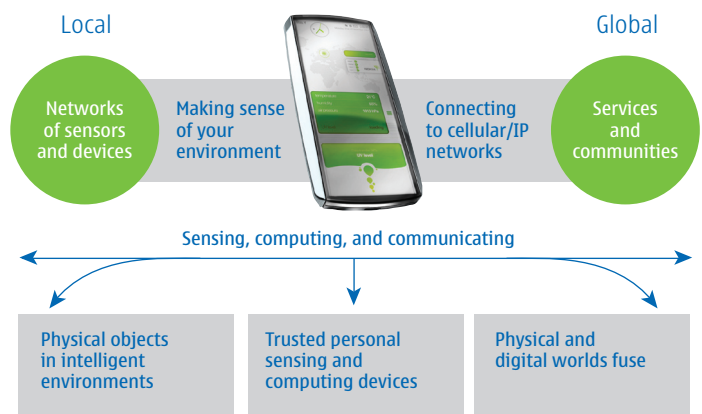 Local
Global
Networks
of sensors
and devices
Making sense
of your
environment
Connecting
to cellular/IP
networks
Services
and
communities
Sensing, computing, and communicating
Physical objects
in intelligent
environments
Trusted personal
sensing and
computing devices
Physical and
digital worlds fuse